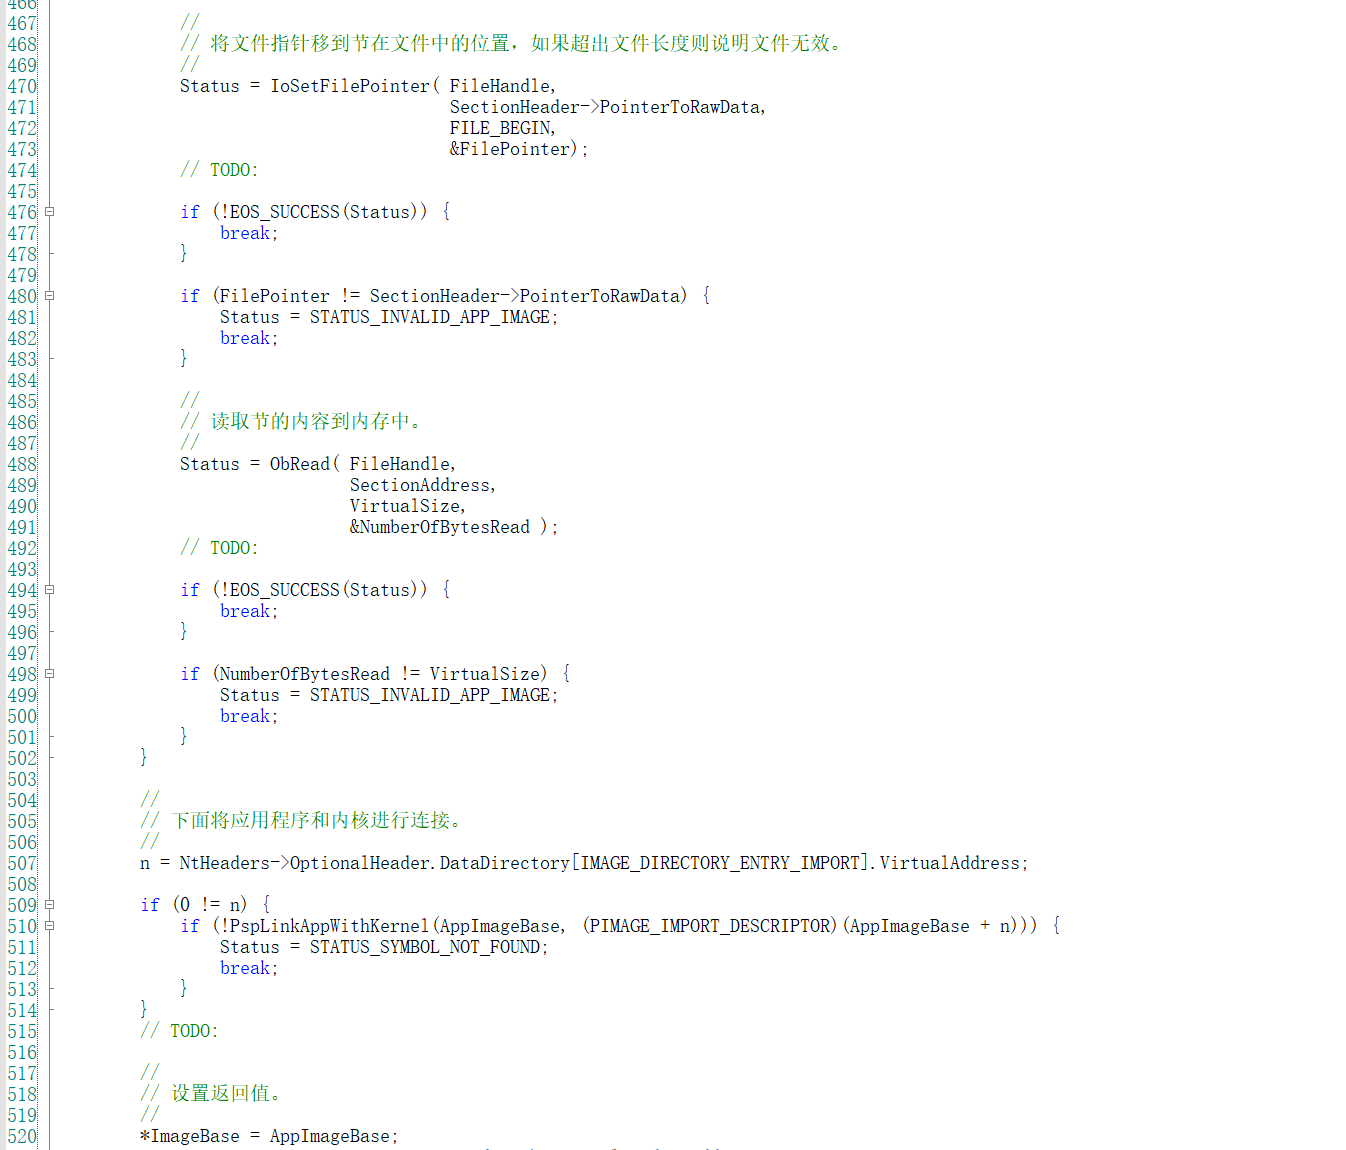 466
467             //
468             // 将文件指针移到节在文件中的位置，如果超出文件长度则说明文件无效。
469             //
470             Status = IoSetFilePointer( FileHandle,
471                                        SectionHeader->PointerToRawData,
472                                        FILE_BEGIN,
473                                        &FilePointer);
474             // TODO:
475
476             if (!EOS_SUCCESS(Status)) {
477                 break;
478             }
479
480             if (FilePointer != SectionHeader->PointerToRawData) {
481                 Status = STATUS_INVALID_APP_IMAGE;
482                 break;
483             }
484
485             //
486             // 读取节的内容到内存中。
487             //
488             Status = ObRead( FileHandle,
489                              SectionAddress,
490                              VirtualSize,
491                              &NumberOfBytesRead );
492             // TODO:
493
494             if (!EOS_SUCCESS(Status)) {
495                 break;
496             }
497
498             if (NumberOfBytesRead != VirtualSize) {
499                 Status = STATUS_INVALID_APP_IMAGE;
500                 break;
501             }
502         }
503
504         //
505         // 下面将应用程序和内核进行连接。
506         //
507         n = NtHeaders->OptionalHeader.DataDirectory[IMAGE_DIRECTORY_ENTRY_IMPORT].VirtualAddress;
508
509         if (0 != n) {
510             if (!PspLinkAppWithKernel(AppImageBase, (PIMAGE_IMPORT_DESCRIPTOR)(AppImageBase + n))) {
511                 Status = STATUS_SYMBOL_NOT_FOUND;
512                 break;
513             }
514         }
515         // TODO:
516
517         //
518         // 设置返回值。
519         //
520         *ImageBase = AppImageBase;